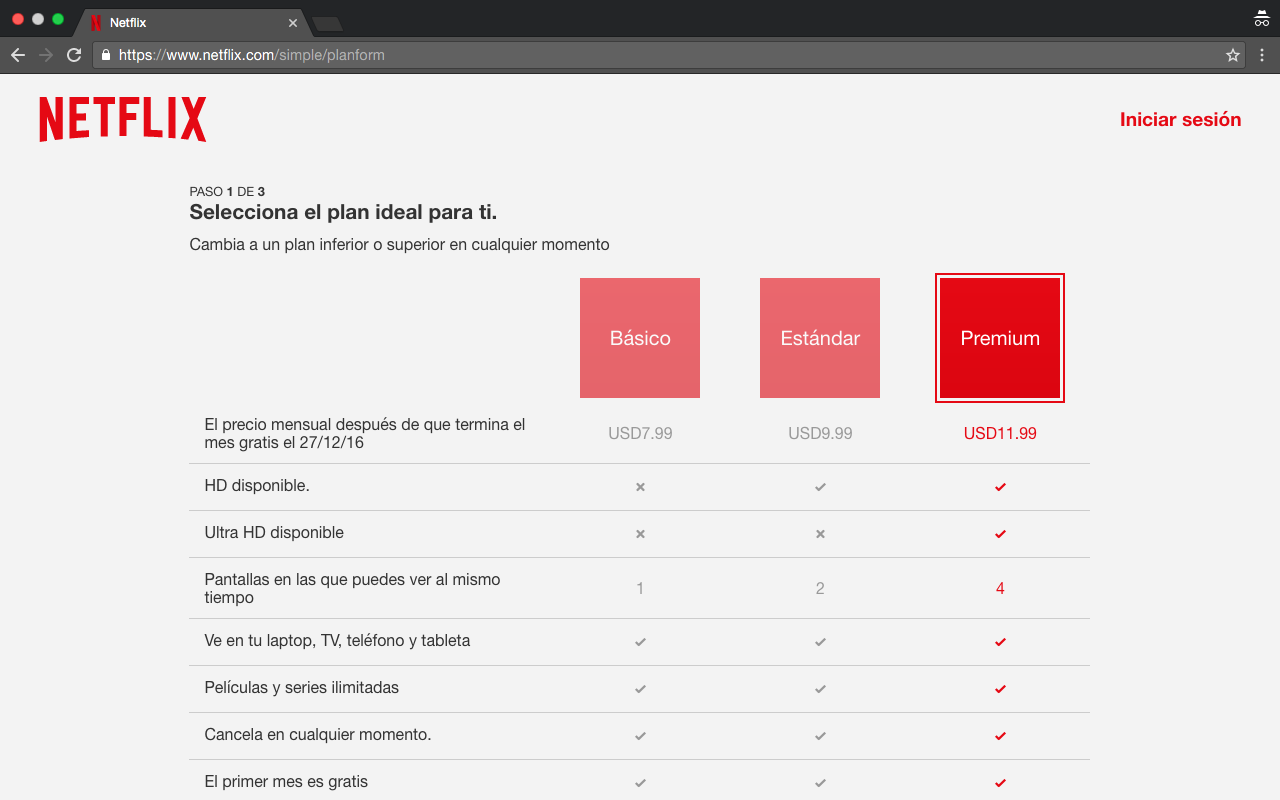 Netflix
https://www.netflix.com/simple/planform
NETFLIX
Iniciar sesión
PASO 1 DE 3
Selecciona el plan ideal para ti.
Cambia a un plan inferior o superior en cualquier momento
Básico Estándar Premium
El precio mensual después de que termina el
mes gratis el 27/12/16
USD7.99 USD9.99 USD11.99
HD disponible.
Ultra HD disponible
Pantallas en las que puedes ver al mismo
tiempo
1 2 4
Ve en tu laptop, TV, teléfono y tableta
Películas y series ilimitadas
Cancela en cualquier momento.
El primer mes es gratis